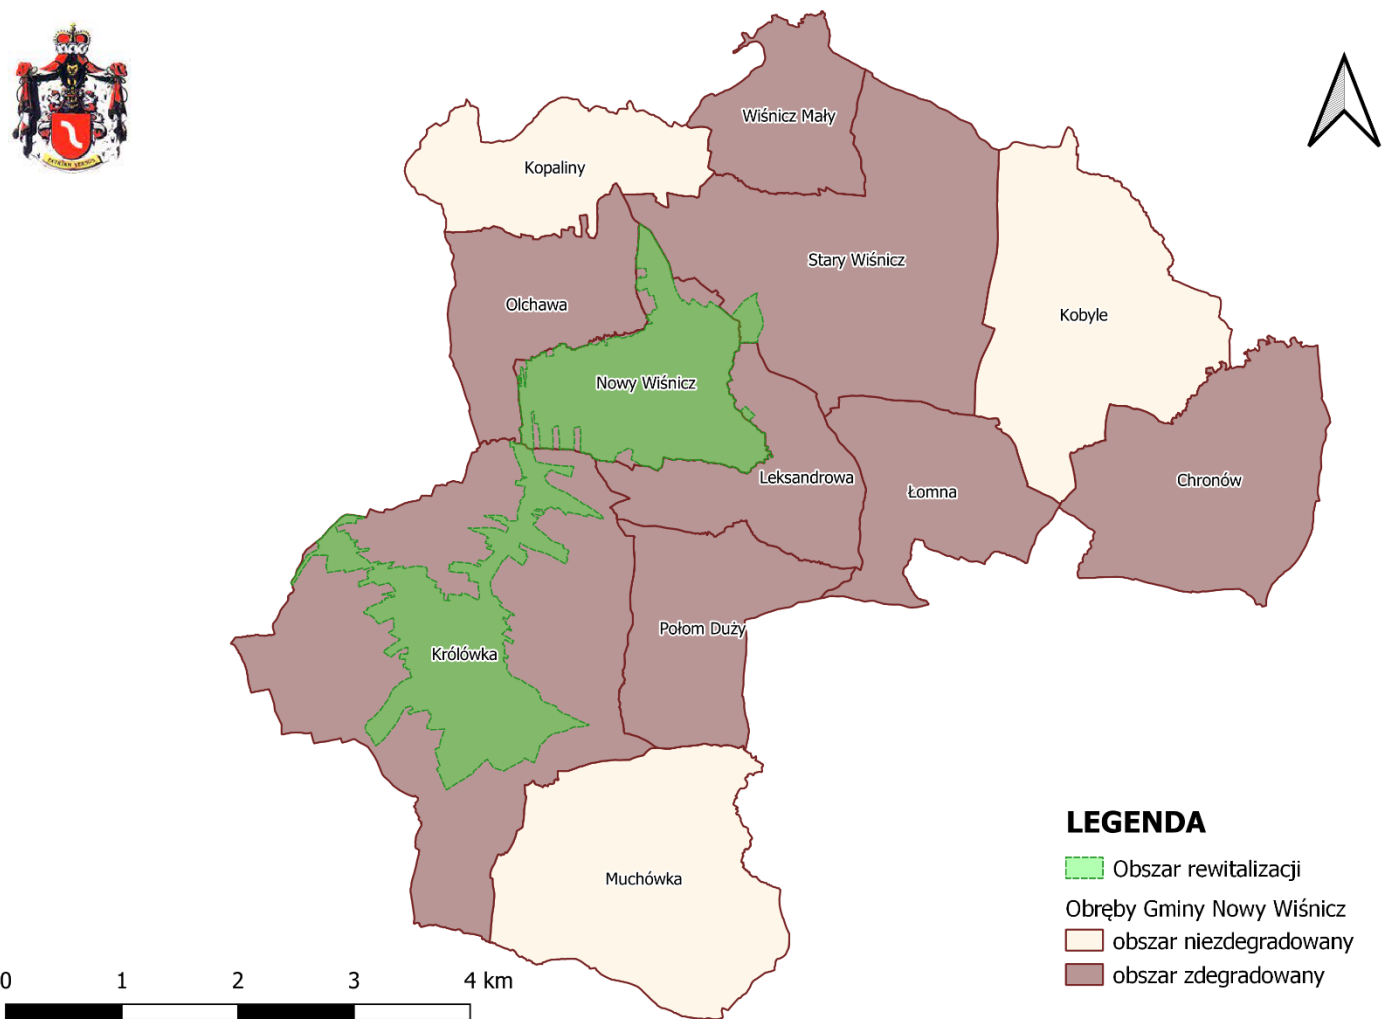 Wiśnicz Mały
Kopaliny
Stary Wiśnicz
Olchawa
Kobyle
Nowy Wiśnicz
Leksandrowa
Łomna
Chronów
Połom Duży
Królówka
Muchówka
LEGENDA
Obszar rewitalizacji
Obręby Gminy Nowy Wiśnicz
obszar niezdegradowany
obszar zdegradowany
0 1 2 3 4 km